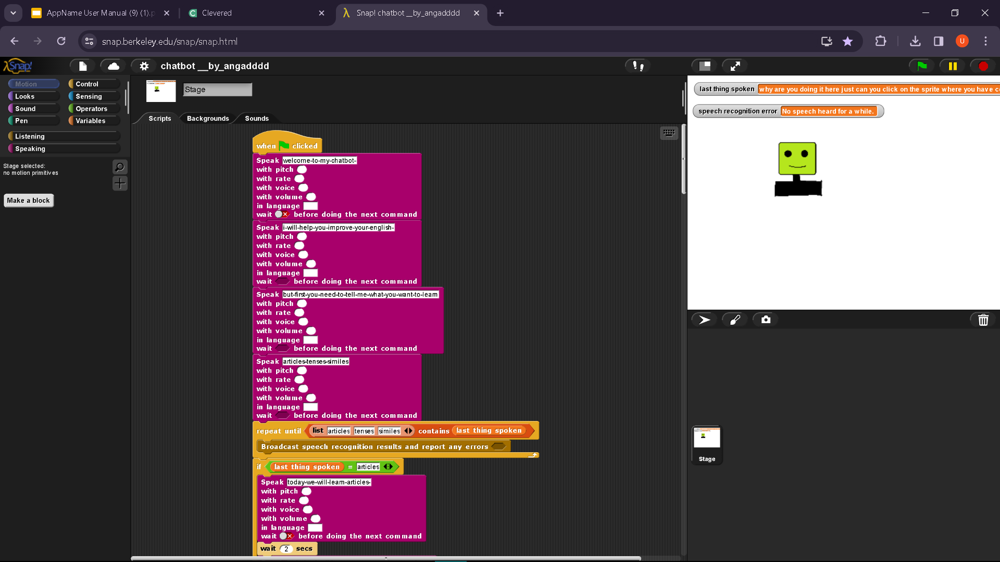 AppName User Manual (9) (1).p
Clevered
Snap! chatbot __by_angadddd
snap.berkeley.edu/snap/snap.html
U
Snap!
chatbot __by_angadddd
Motion
Control
Looks
Sensing
Sound
Operators
Pen
Variables
Listening
Speaking
Stage selected:
no motion primitives
Make a block
Stage
Scripts
Backgrounds
Sounds
when clicked
Speak welcome-to-my-chatbot-
with pitch
with rate
with voice
with volume
in language
wait before doing the next command
Speak i-will-help-you-improve-your-english-
with pitch
with rate
with voice
with volume
in language
wait before doing the next command
Speak but-first-you-need-to-tell-me-what-you-want-to-learn
with pitch
with rate
with voice
with volume
in language
wait before doing the next command
Speak articles-tenses-similes
with pitch
with rate
with voice
with volume
in language
wait before doing the next command
repeat until list articles tenses similes contains last thing spoken
Broadcast speech recognition results and report any errors
if last thing spoken = articles
Speak today-we-will-learn-articles-
with pitch
with rate
with voice
with volume
in language
wait before doing the next command
wait 2 secs
last thing spoken why are you doing it here just can you click on the sprite where you have c
speech recognition error No speech heard for a while.
Stage